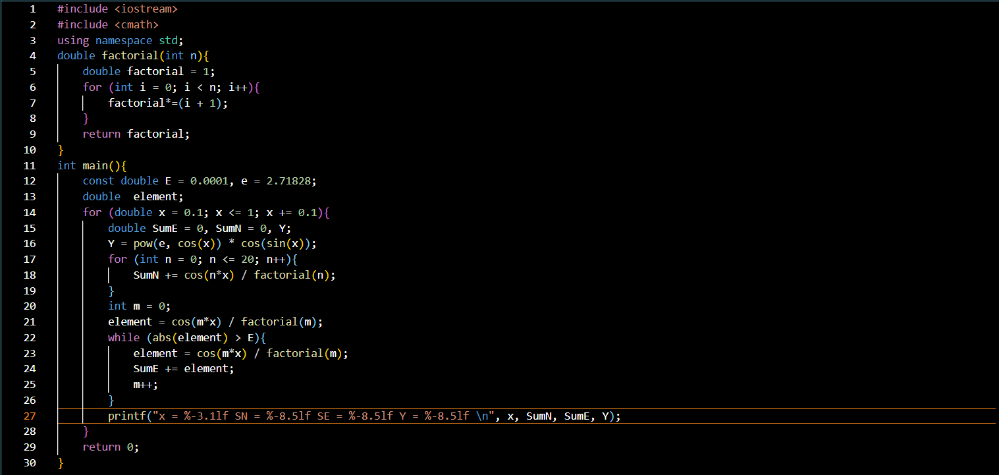 1 #include <iostream>
2 #include <cmath>
3 using namespace std;
4 double factorial(int n){
5 double factorial = 1;
6 for (int i = 0; i < n; i++){
7 factorial*=(i + 1);
8 }
9 return factorial;
10 }
11 int main(){
12 const double E = 0.0001, e = 2.71828;
13 double  element;
14 for (double x = 0.1; x <= 1; x += 0.1){
15 double SumE = 0, SumN = 0, Y;
16 Y = pow(e, cos(x)) * cos(sin(x));
17 for (int n = 0; n <= 20; n++){
18 SumN += cos(n*x) / factorial(n);
19 }
20 int m = 0;
21 element = cos(m*x) / factorial(m);
22 while (abs(element) > E){
23 element = cos(m*x) / factorial(m);
24 SumE += element;
25 m++;
26 }
27 printf("x = %-3.1lf SN = %-8.5lf SE = %-8.5lf Y = %-8.5lf \n", x, SumN, SumE, Y);
28 }
29 return 0;
30 }